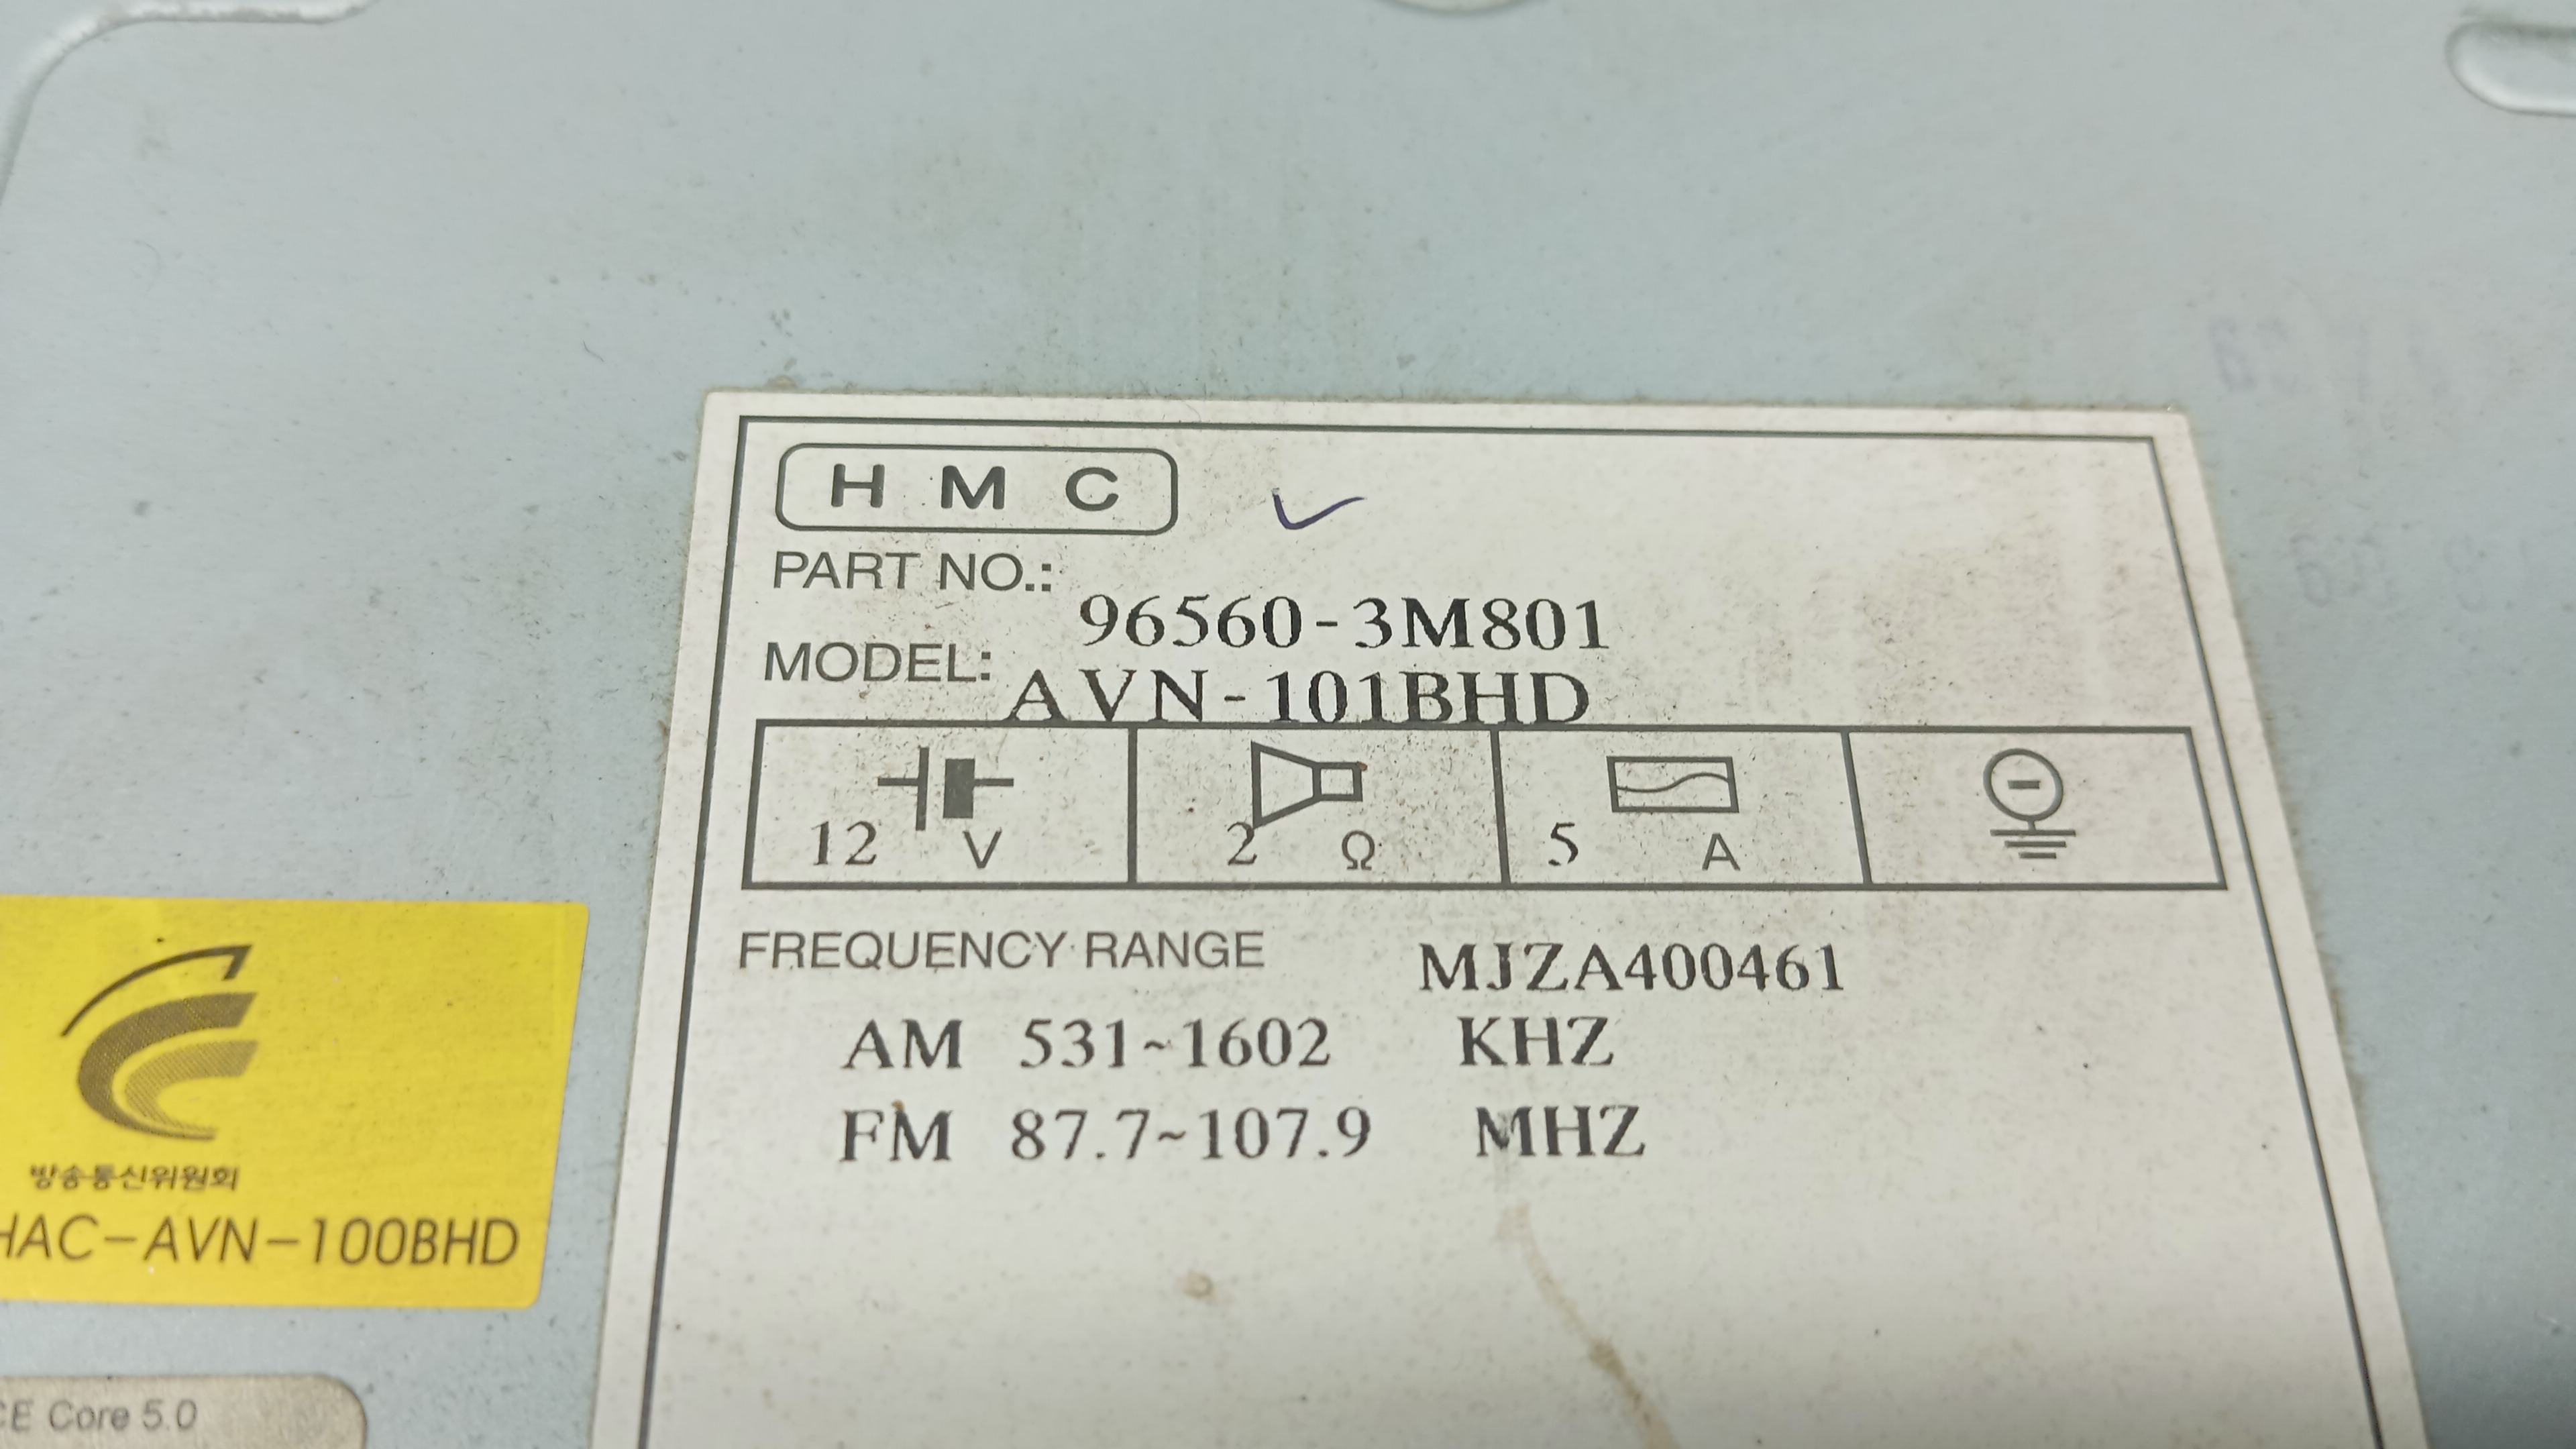 H M C
PART NO.: 96560-3M801
MODEL: AVN-101BHD
12 V
2 Ω
5 A
FREQUENCY RANGE MJZA400461
AM 531~1602 KHZ
FM 87.7~107.9 MHZ
방송통신위원회
HAC-AVN-100BHD
CE Core 5.0